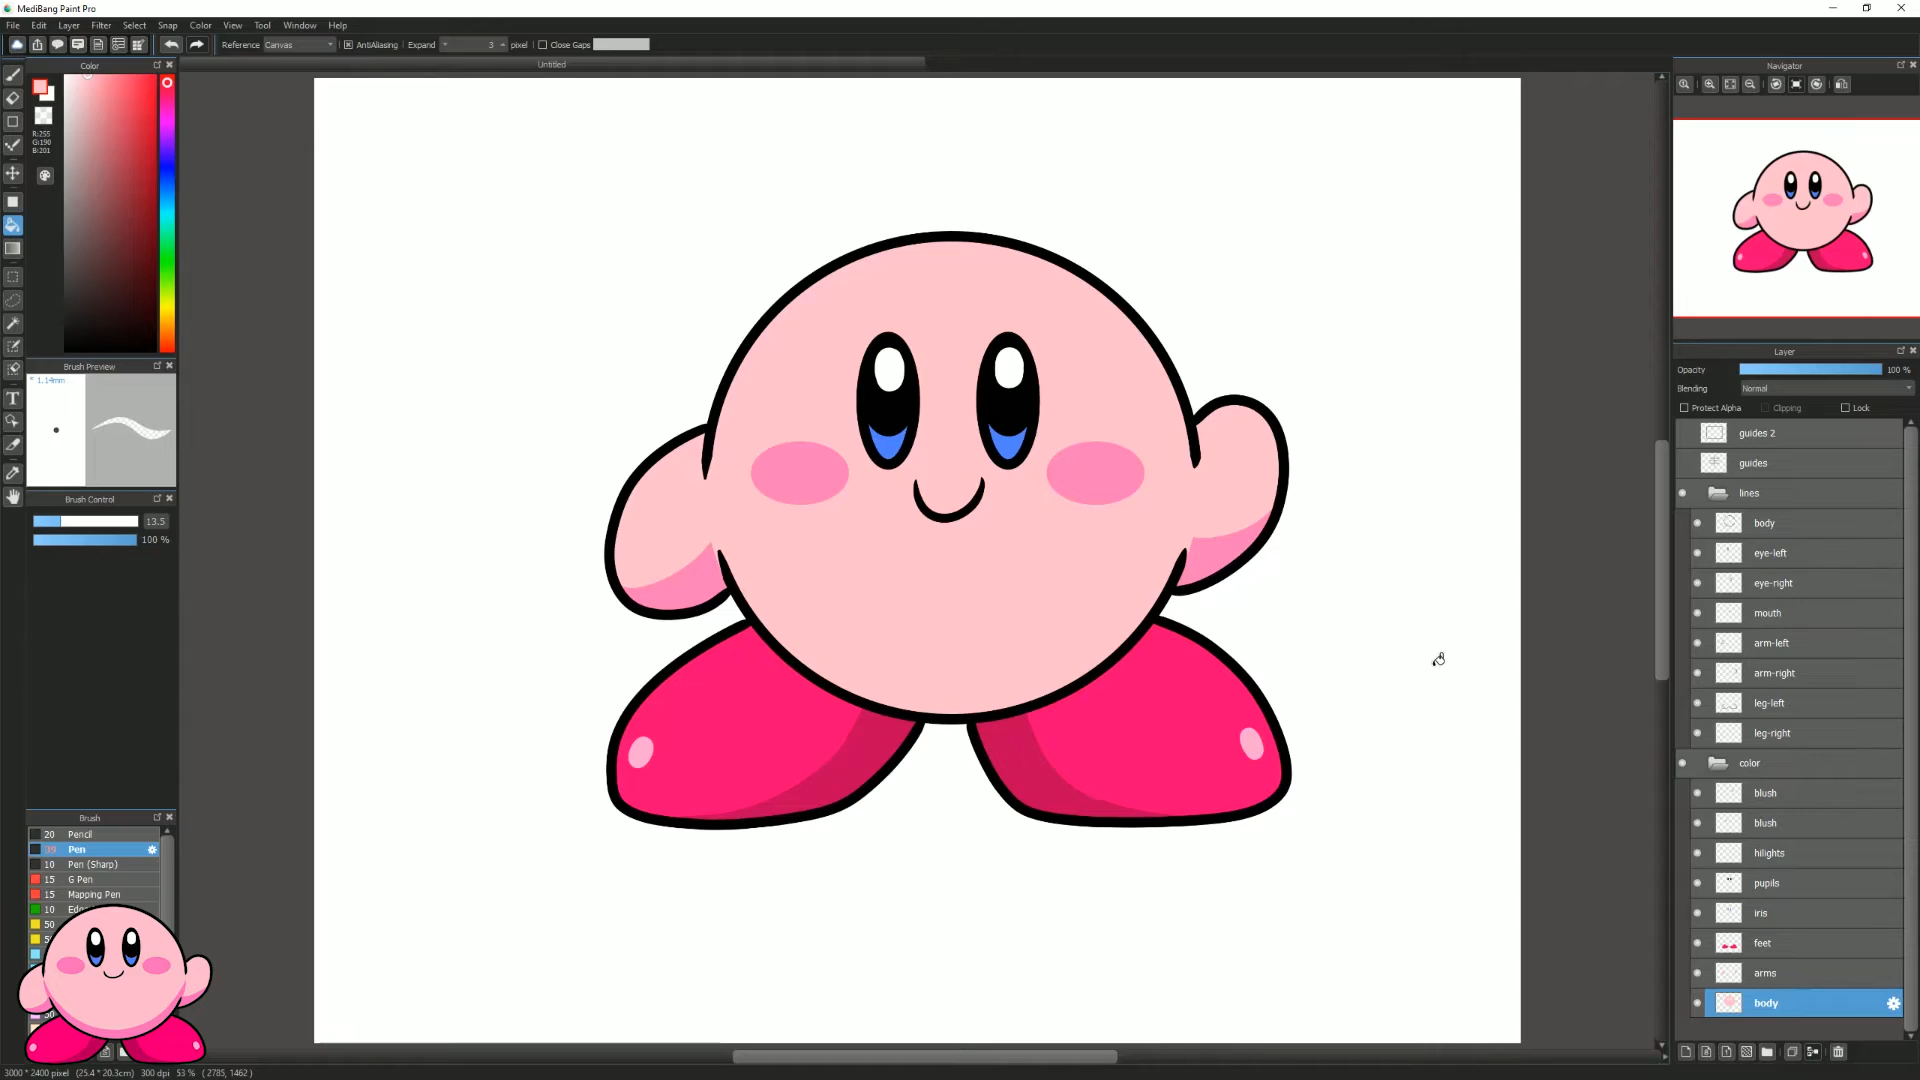 MediBang Paint Pro
File Edit Layer Filter Select Snap Color View Tool Window Help
Reference Canvas AntiAliasing Expand 3 pixel Close Gaps
Color
Untitled
Navigator
R:255
G:190
B:201
Brush Preview
1.14mm
Brush Control
13.5
100 %
Brush
20 Pencil
39 Pen
10 Pen (Sharp)
15 G Pen
15 Mapping Pen
10
50
Layer
Opacity 100 %
Blending Normal
Protect Alpha Clipping Lock
guides 2
guides
lines
body
eye-left
eye-right
mouth
arm-left
arm-right
leg-left
leg-right
color
blush
blush
hilights
pupils
iris
feet
arms
body
3000 * 2400 pixel (25.4 * 20.3cm) 300 dpi 53 % ( 2785, 1462 )